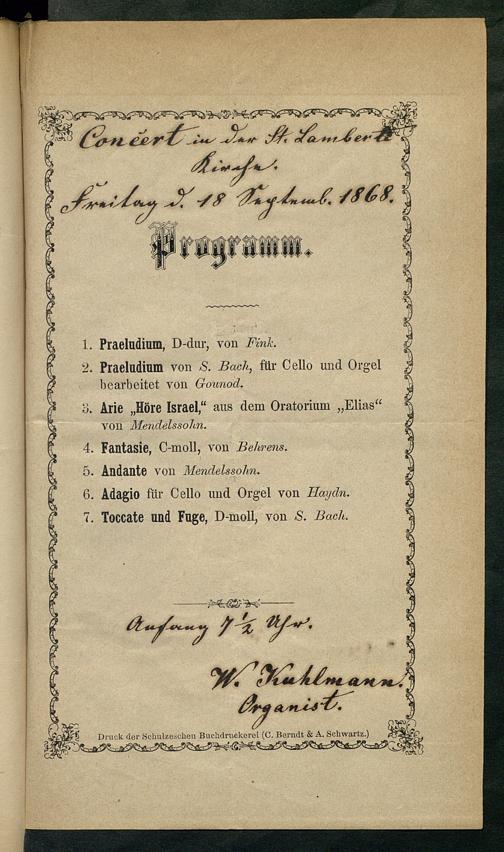 Concert in der St. Lamberti
Kirche.
Freitag d. 18 Septemb. 1868.
Programm.
1. Praeludium, D-dur, von Fink.
2. Praeludium von S. Bach, für Cello und Orgel
bearbeitet von Gounod.
3. Arie „Höre Israel,“ aus dem Oratorium „Elias“
von Mendelssohn.
4. Fantasie, C-moll, von Behrens.
5. Andante von Mendelssohn.
6. Adagio für Cello und Orgel von Haydn.
7. Toccate und Fuge, D-moll, von S. Bach.
Anfang 7 1/2 Uhr.
W. Kuhlmann.
Organist.
Druck der Schulzeschen Buchdruckerei (C. Berndt & A. Schwartz.)